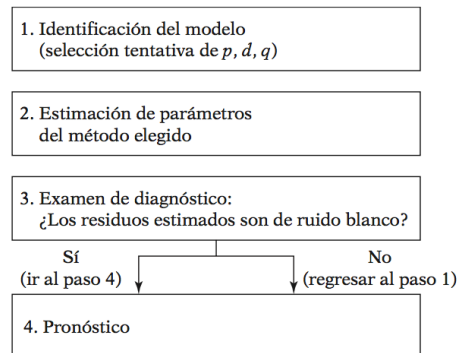 1. Identificación del modelo
(selección tentativa de p, d, q)
2. Estimación de parámetros
del método elegido
3. Examen de diagnóstico:
¿Los residuos estimados son de ruido blanco?
Sí
(ir al paso 4)
No
(regresar al paso 1)
4. Pronóstico